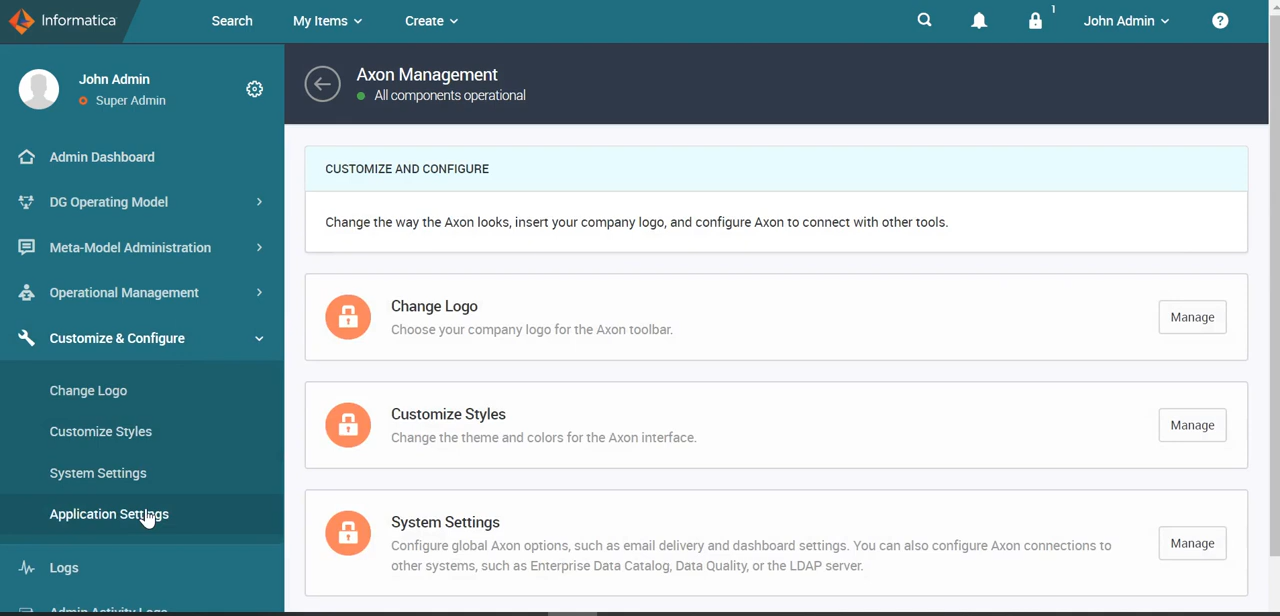 Informatica
Search
My Items
Create
1
John Admin
?
John Admin
Super Admin
Admin Dashboard
DG Operating Model
Meta-Model Administration
Operational Management
Customize & Configure
Change Logo
Customize Styles
System Settings
Application Settings
Logs
Admin Activity Logs
Axon Management
All components operational
CUSTOMIZE AND CONFIGURE
Change the way the Axon looks, insert your company logo, and configure Axon to connect with other tools.
Change Logo
Choose your company logo for the Axon toolbar.
Manage
Customize Styles
Change the theme and colors for the Axon interface.
Manage
System Settings
Configure global Axon options, such as email delivery and dashboard settings. You can also configure Axon connections to
other systems, such as Enterprise Data Catalog, Data Quality, or the LDAP server.
Manage